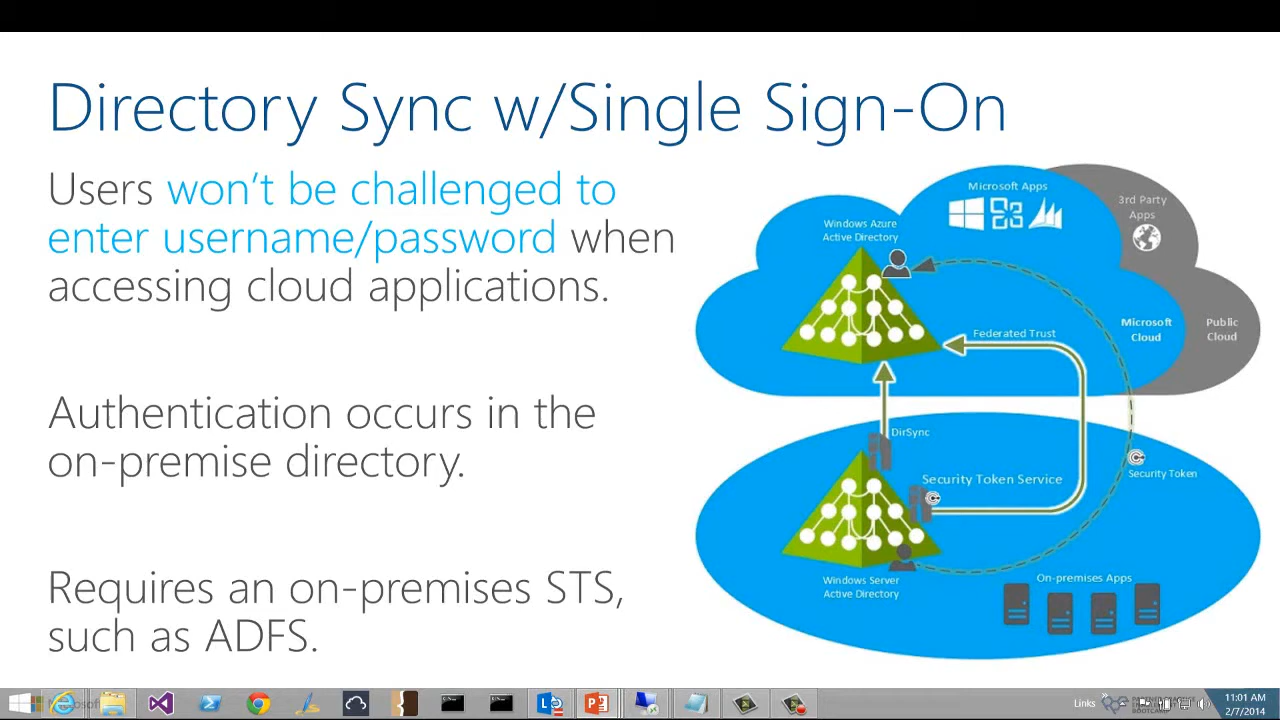 Directory Sync w/Single Sign-On
Users won't be challenged to
enter username/password when
accessing cloud applications.
Authentication occurs in the
on-premise directory.
Requires an on-premises STS,
such as ADFS.
Microsoft Apps
3rd Party
Apps
Windows Azure
Active Directory
Federated Trust
Microsoft
Cloud
Public
Cloud
DirSync
Security Token Service
Security Token
Windows Server
Active Directory
On-premises Apps
Links
11:01 AM
2/7/2014